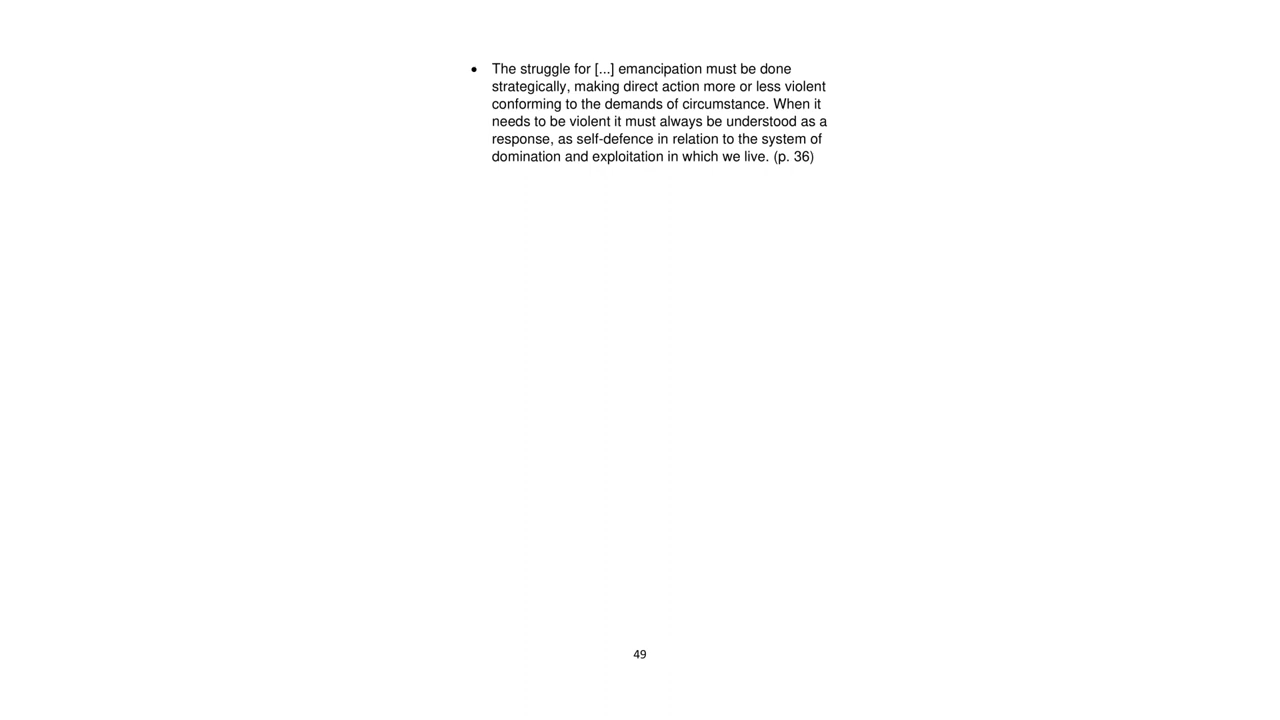 • The struggle for [...] emancipation must be done
strategically, making direct action more or less violent
conforming to the demands of circumstance. When it
needs to be violent it must always be understood as a
response, as self-defence in relation to the system of
domination and exploitation in which we live. (p. 36)
49